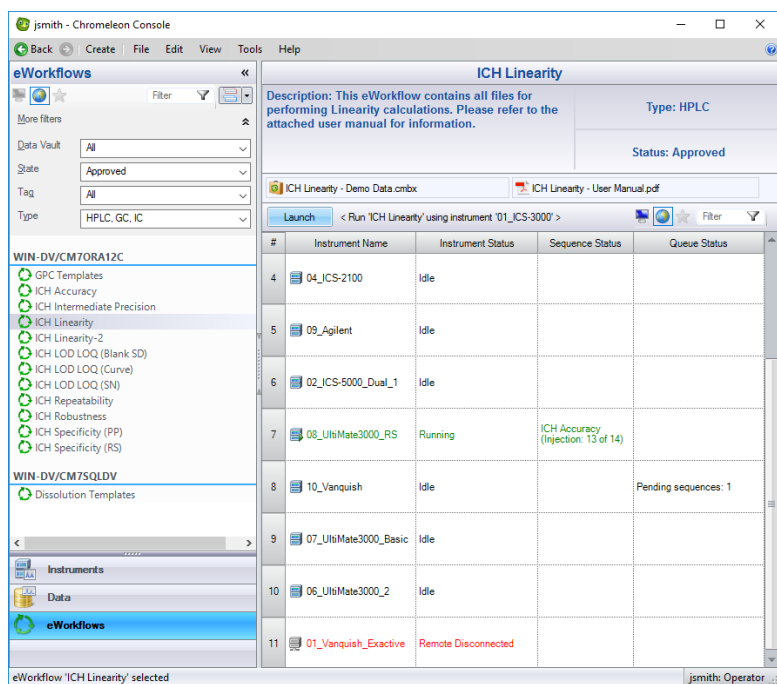 jsmith - Chromeleon Console
Back Create File Edit View Tools Help
eWorkflows
Filter
More filters
Data Vault All
State Approved
Tag All
Type HPLC, GC, IC
WIN-DV/CM7ORA12C
GPC Templates
ICH Accuracy
ICH Intermediate Precision
ICH Linearity
ICH Linearity-2
ICH LOD LOQ (Blank SD)
ICH LOD LOQ (Curve)
ICH LOD LOQ (SN)
ICH Repeatability
ICH Robustness
ICH Specificity (PP)
ICH Specificity (RS)
WIN-DV/CM7SQLDV
Dissolution Templates
Instruments
Data
eWorkflows
ICH Linearity
Description: This eWorkflow contains all files for
performing Linearity calculations. Please refer to the
attached user manual for information.
Type: HPLC
Status: Approved
ICH Linearity - Demo Data.cmbx
ICH Linearity - User Manual.pdf
Launch < Run 'ICH Linearity' using instrument '01_ICS-3000' > Filter
# Instrument Name Instrument Status Sequence Status Queue Status
4 04_ICS-2100 Idle
5 09_Agilent Idle
6 02_ICS-5000_Dual_1 Idle
7 08_UltiMate3000_RS Running ICH Accuracy
(Injection: 13 of 14)
8 10_Vanquish Idle Pending sequences: 1
9 07_UltiMate3000_Basic Idle
10 06_UltiMate3000_2 Idle
11 01_Vanquish_Exactive Remote Disconnected
eWorkflow 'ICH Linearity' selected
jsmith: Operator